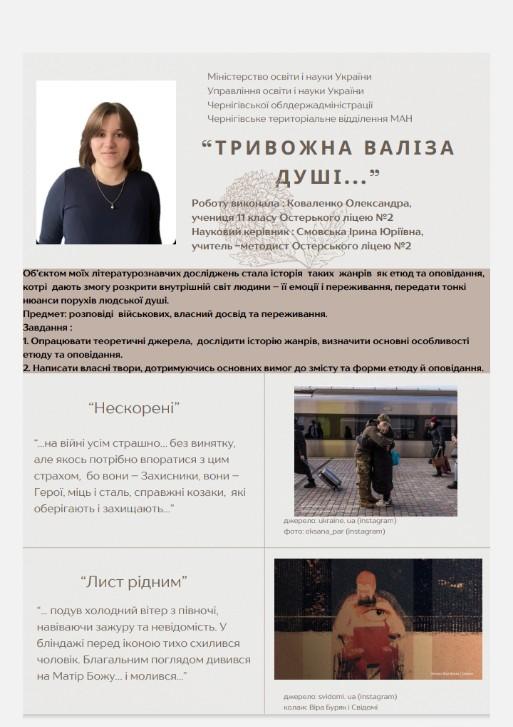 Міністерство освіти і науки України
Управління освіти і науки України
Чернігівської облдержадміністрації
Чернігівське територіальне відділення МАН
“ТРИВОЖНА ВАЛІЗА
ДУШІ...”
Роботу виконала : Коваленко Олександра,
учениця 11 класу Остерького ліцею №2
Науковий керівник : Смовська Ірина Юріївна,
учитель –методист Остерського ліцею №2
Об'єктом моїх літературознавчих досліджень стала історія таких жанрів як етюд та оповідання,
котрі дають змогу розкрити внутрішній світ людини – її емоції і переживання, передати тонкі
нюанси порухів людської душі.
Предмет: розповіді військових, власний досвід та переживання.
Завдання :
1. Опрацювати теоретичні джерела, дослідити історію жанрів, визначити основні особливості
етюду та оповідання.
2. Написати власні твори, дотримуючись основних вимог до змісту та форми етюду й оповідання.
“Нескорені”
“...на війні усім страшно... без винятку,
але якось потрібно впоратися з цим
страхом, бо вони – Захисники, вони –
Герої, міць і сталь, справжні козаки, які
оберігають і захищають...”
джерело: ukraine. ua (instagram)
фото: oksana_par (instagram)
“Лист рідним”
“... подув холодний вітер з півночі,
навіваючи зажуру та невідомість. У
бліндажі перед іконою тихо схилився
чоловік. Благальним поглядом дивився
на Матір Божу... і молився...”
джерело: svidomi. ua (instagram)
колаж: Віра Буряк | Свідомі